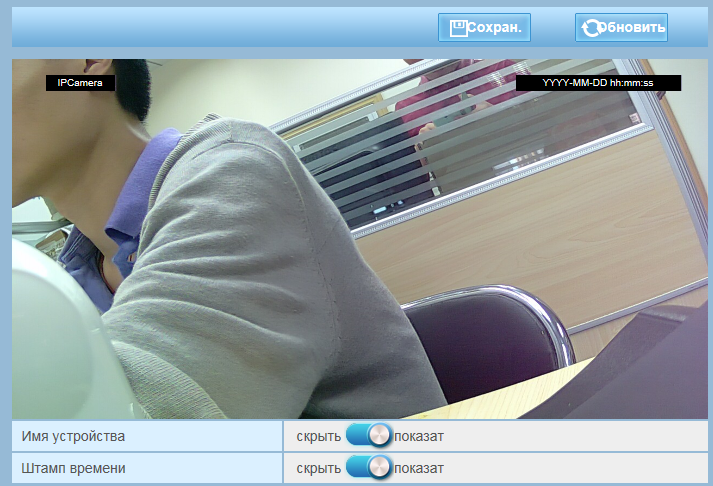 Сохран. Обновить
IPCamera YYYY-MM-DD hh:mm:ss
Имя устройства скрыть показат
Штамп времени скрыть показат